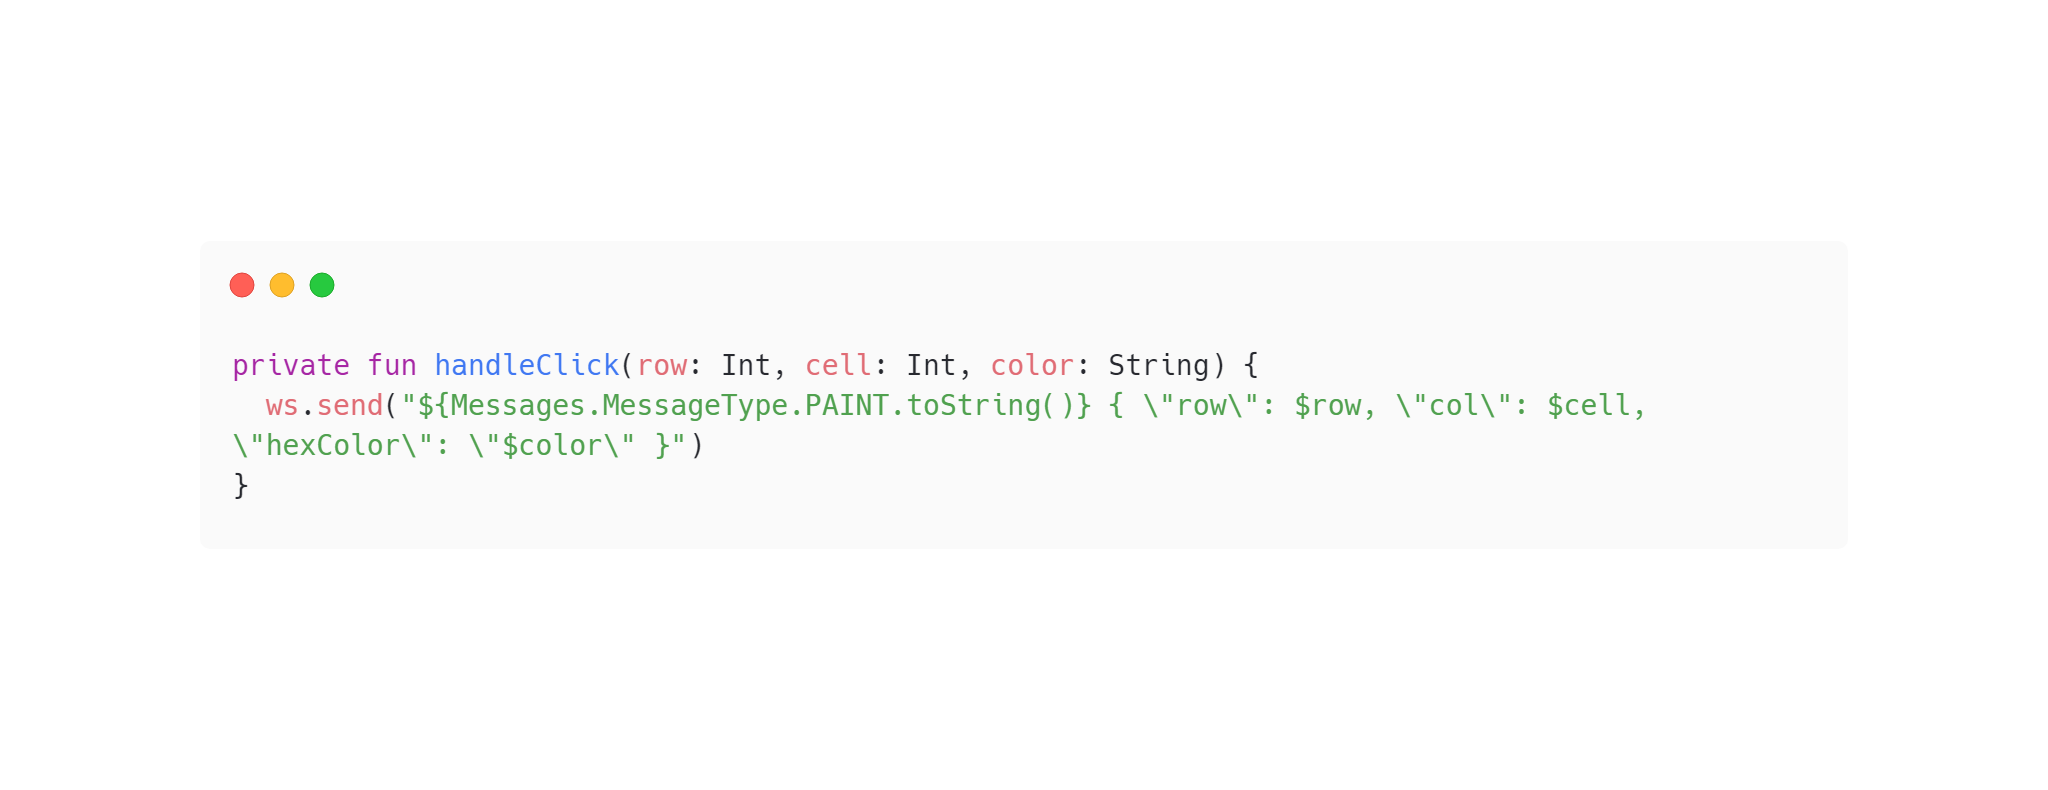 private fun handleClick(row: Int, cell: Int, color: String) {
  ws.send("${Messages.MessageType.PAINT.toString()} { \"row\": $row, \"col\": $cell,
\"hexColor\": \"$color\" }")
}